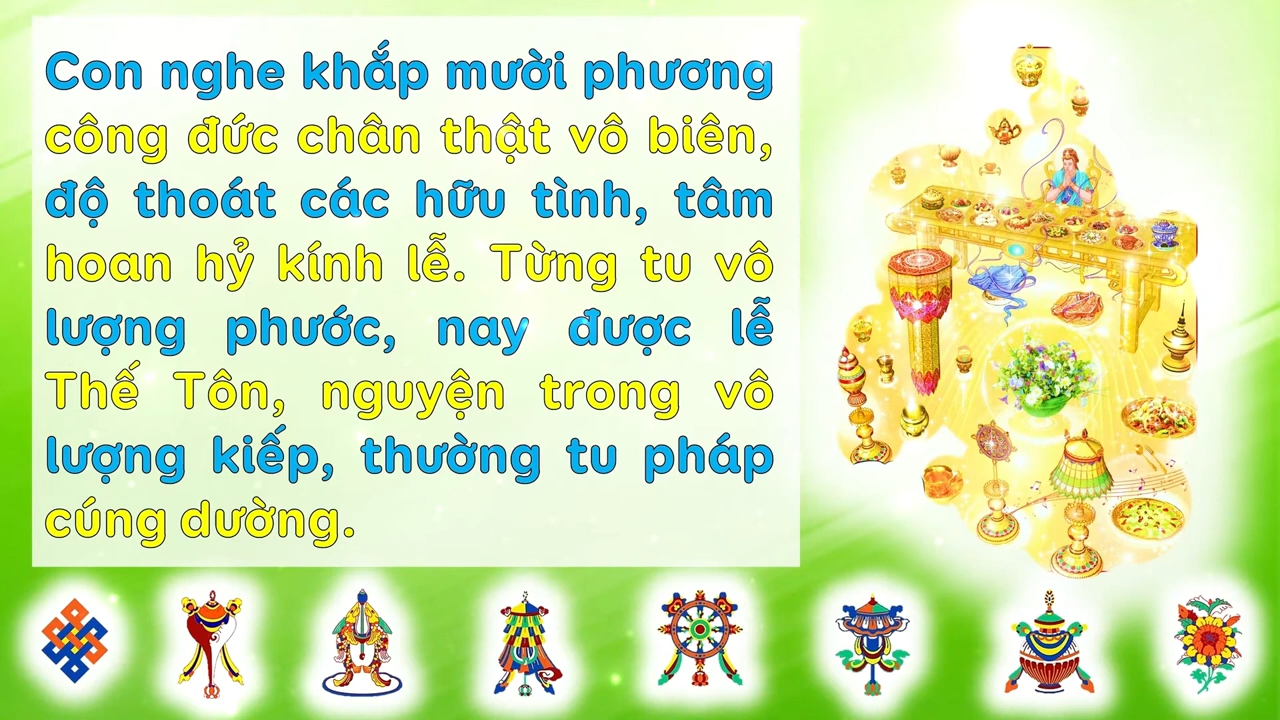 Con nghe khắp mười phương
công đức chân thật vô biên,
độ thoát các hữu tình, tâm
hoan hỷ kính lễ. Từng tu vô
lượng phước, nay được lễ
Thế Tôn, nguyện trong vô
lượng kiếp, thường tu pháp
cúng dường.